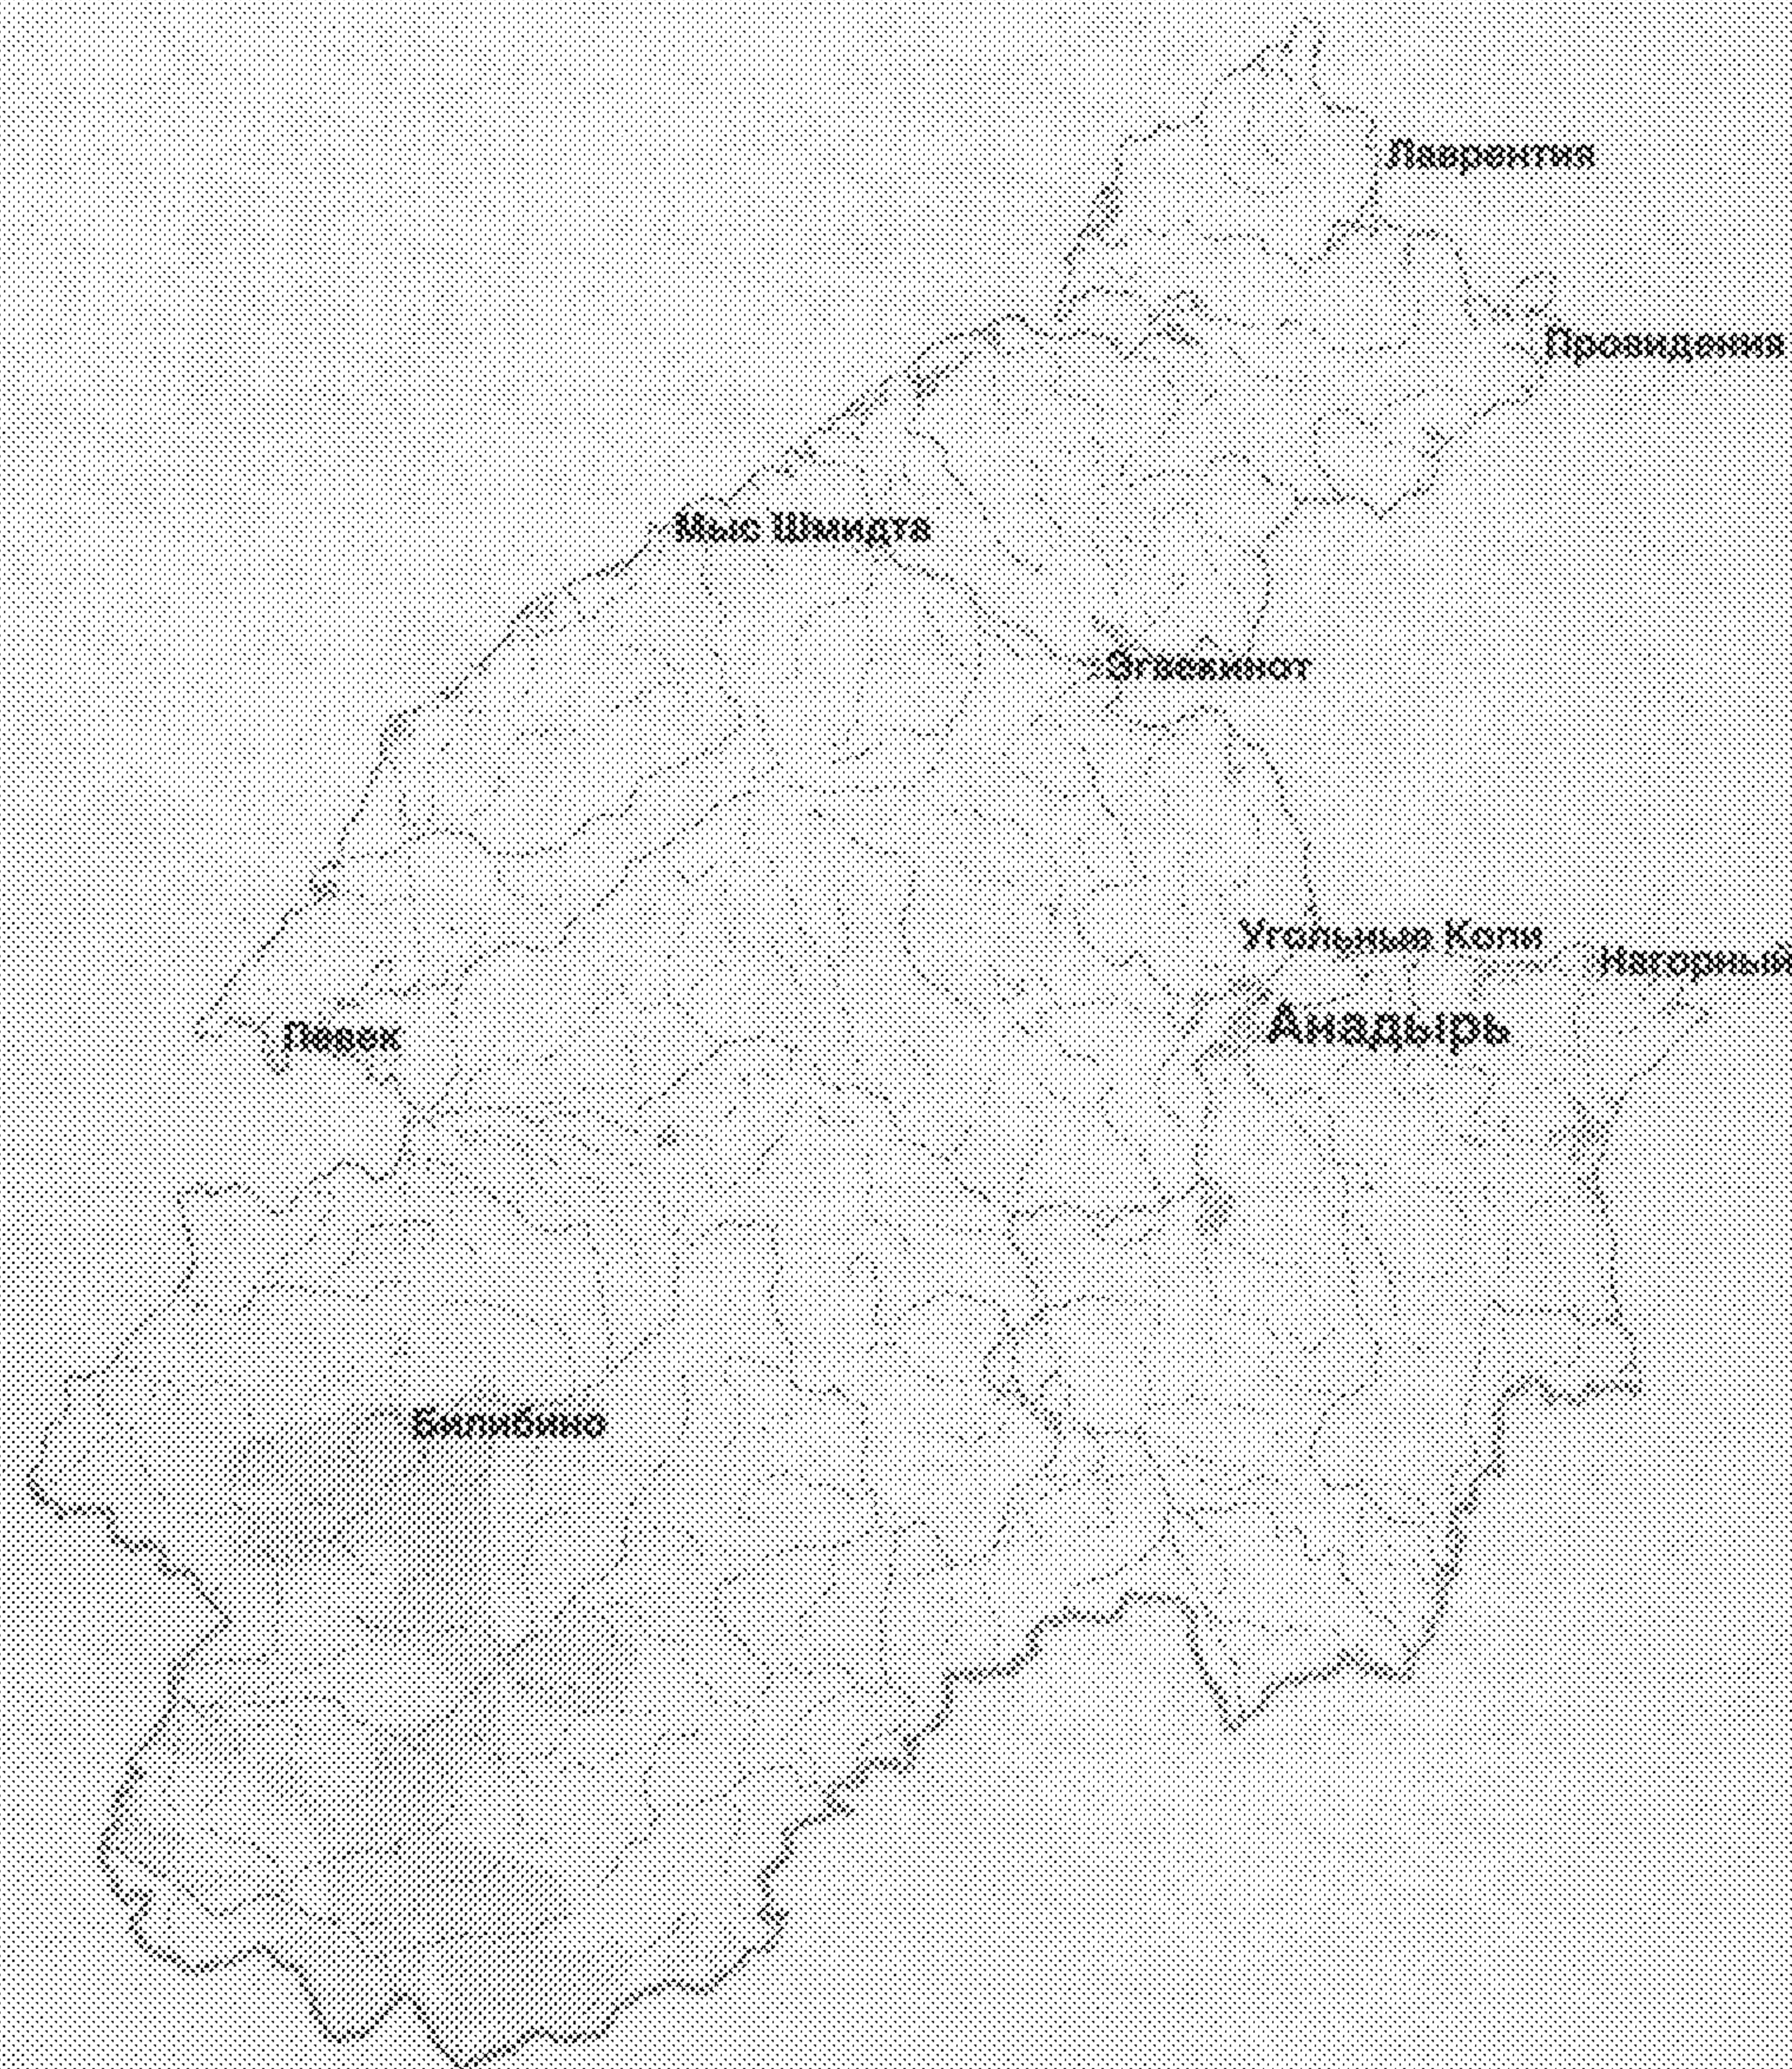 Лаврентия
Провидения
Мыс Шмидта
Эгвекинот
Угольные Копи
Нагорный
Анадырь
Певек
Билибино